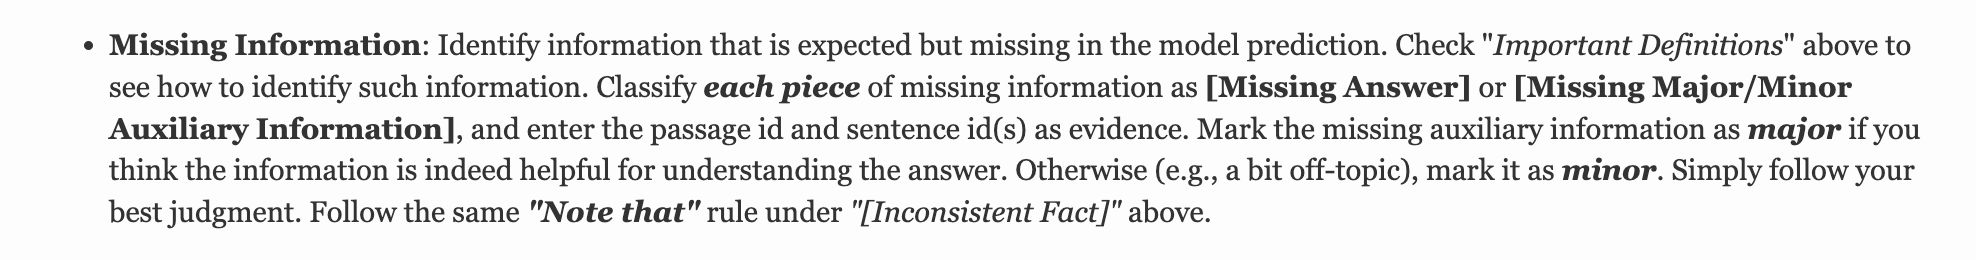 • Missing Information: Identify information that is expected but missing in the model prediction. Check "Important Definitions" above to
see how to identify such information. Classify each piece of missing information as [Missing Answer] or [Missing Major/Minor
Auxiliary Information], and enter the passage id and sentence id(s) as evidence. Mark the missing auxiliary information as major if you
think the information is indeed helpful for understanding the answer. Otherwise (e.g., a bit off-topic), mark it as minor. Simply follow your
best judgment. Follow the same "Note that" rule under "[Inconsistent Fact]" above.